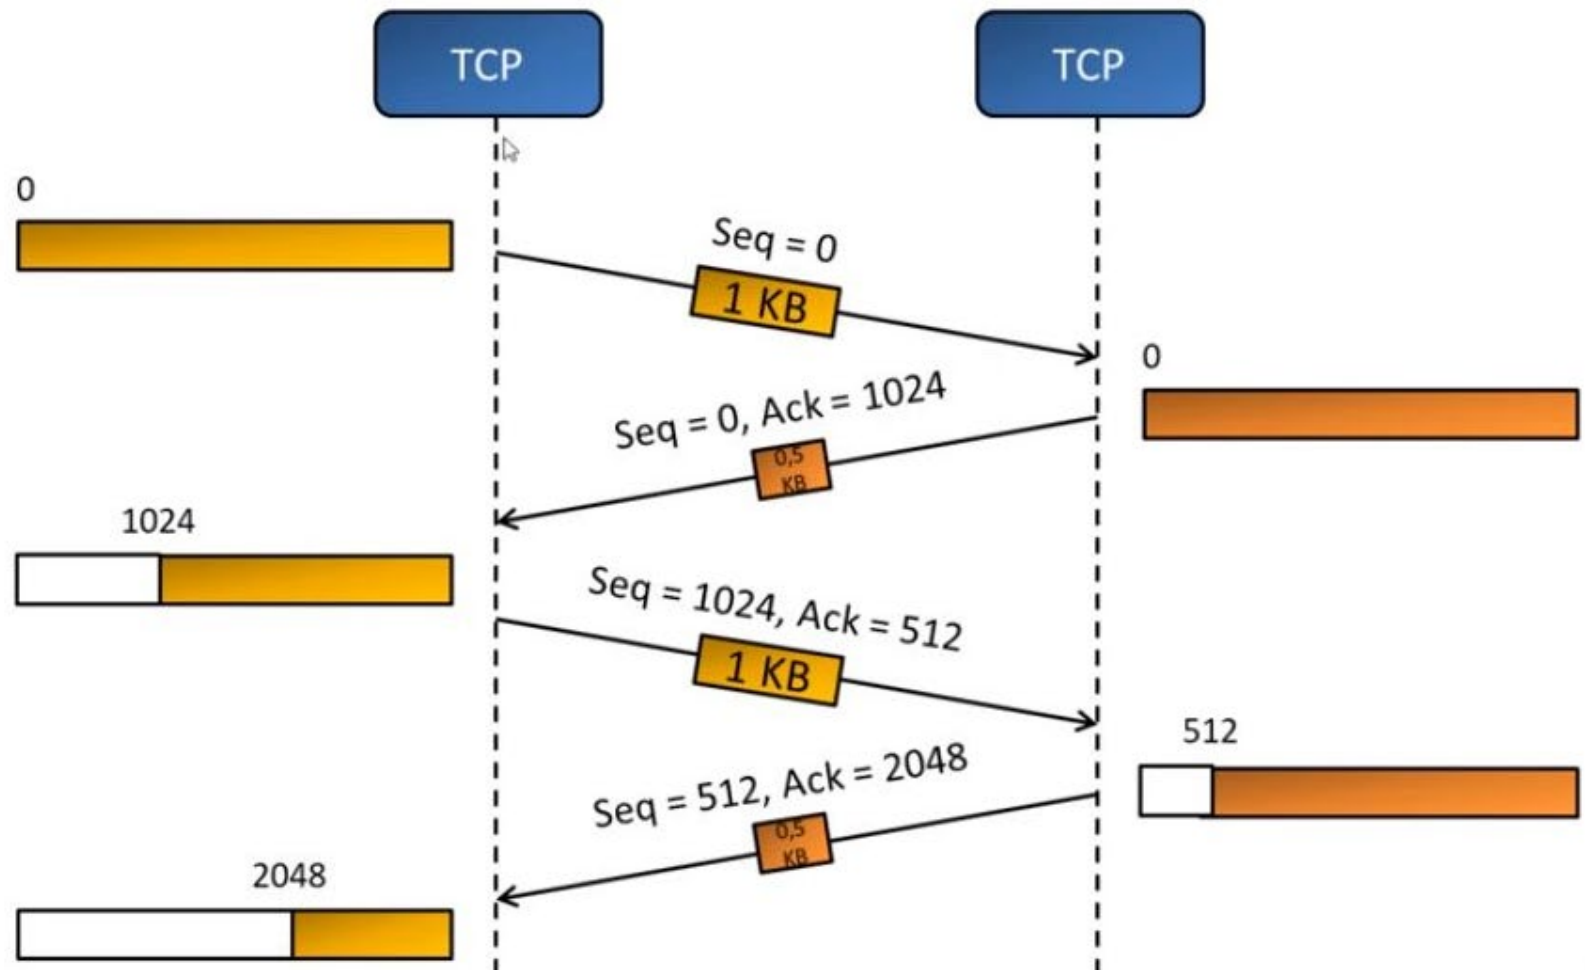 TCP
TCP
0
Seq = 0
1 KB
0
Seq = 0, Ack = 1024
0,5
KB
1024
Seq = 1024, Ack = 512
1 KB
512
Seq = 512, Ack = 2048
0,5
KB
2048